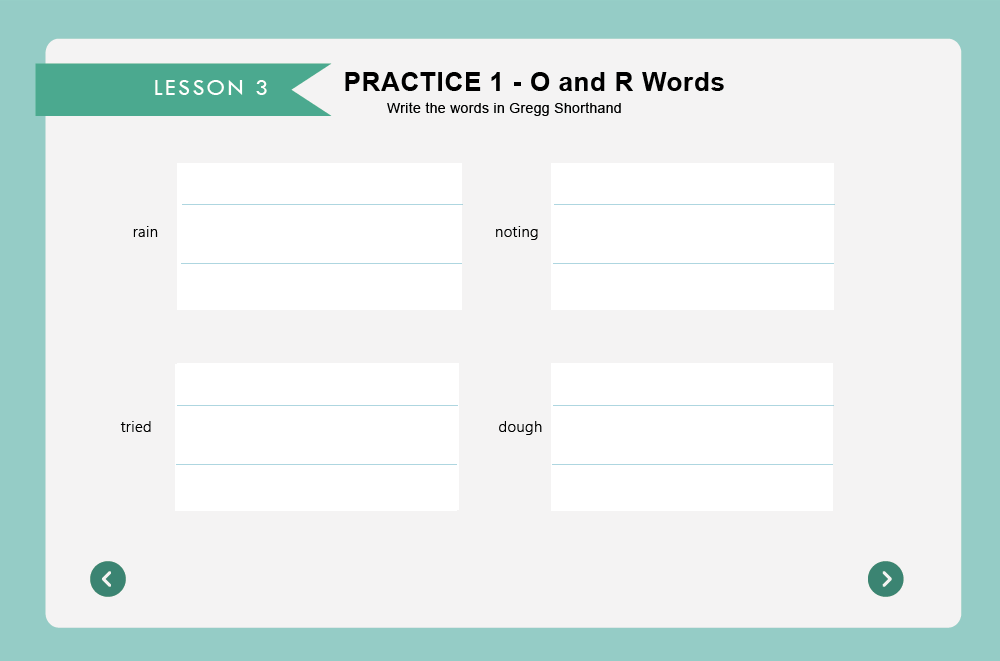 LESSON 3
PRACTICE 1 - O and R Words
Write the words in Gregg Shorthand
rain
noting
tried
dough